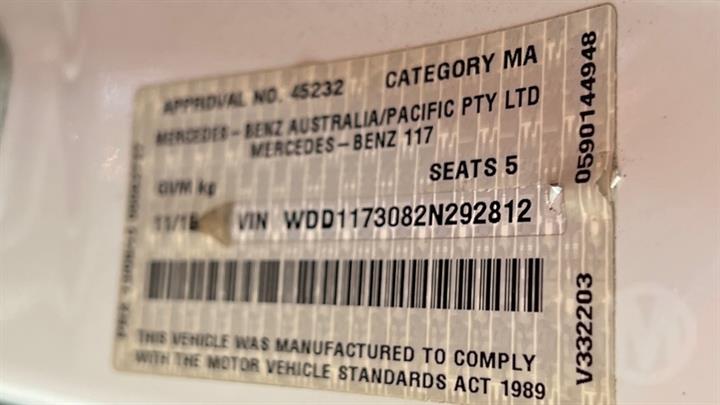 APPROVAL NO. 45232 CATEGORY MA
MERCEDES-BENZ AUSTRALIA/PACIFIC PTY LTD
MERCEDES-BENZ 117
SEATS 5
GVM kg
VIN WDD1173082N292812
THIS VEHICLE WAS MANUFACTURED TO COMPLY
WITH THE MOTOR VEHICLE STANDARDS ACT 1989
0590144948
V332203